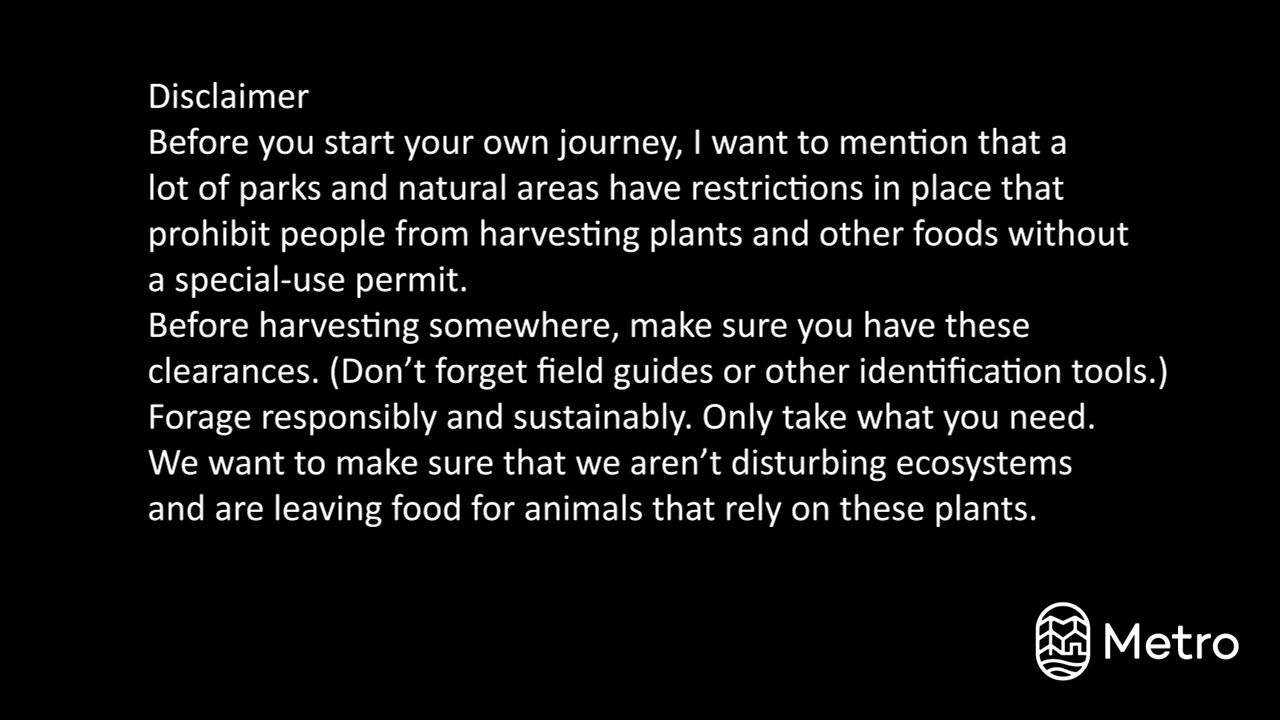 Disclaimer
Before you start your own journey, I want to mention that a
lot of parks and natural areas have restrictions in place that
prohibit people from harvesting plants and other foods without
a special-use permit.
Before harvesting somewhere, make sure you have these
clearances. (Don’t forget field guides or other identification tools.)
Forage responsibly and sustainably. Only take what you need.
We want to make sure that we aren’t disturbing ecosystems
and are leaving food for animals that rely on these plants.
Metro